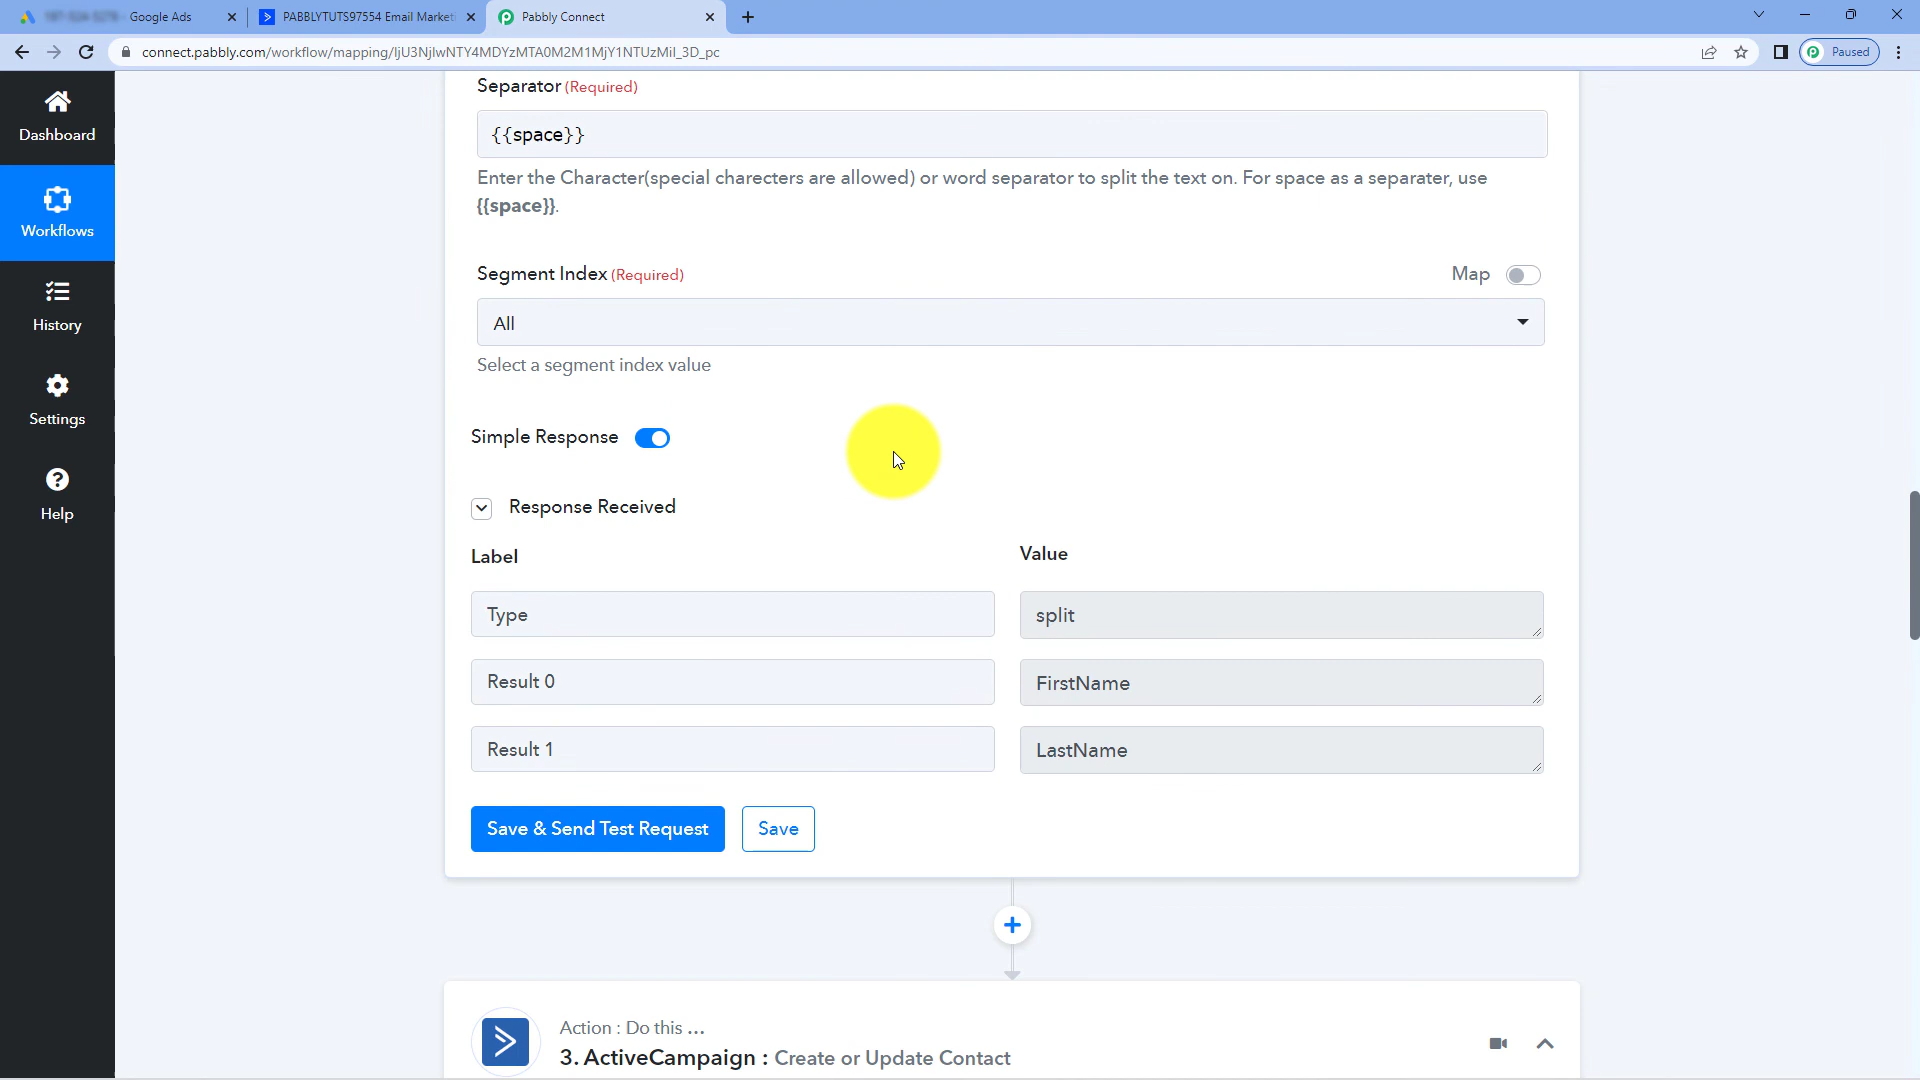 Google Ads
PABBLYTUTS97554 Email Marketi
Pabbly Connect
connect.pabbly.com/workflow/mapping/IjU3NjIwNTY4MDYzMTA0M2M1MjY1NTUzMiI_3D_pc
Paused
Dashboard
Workflows
History
Settings
Help
Separator (Required)
{{space}}
Enter the Character(special charecters are allowed) or word separator to split the text on. For space as a separater, use
{{space}}.
Segment Index (Required)
Map
All
Select a segment index value
Simple Response
Response Received
Label
Value
Type
split
Result 0
FirstName
Result 1
LastName
Save & Send Test Request
Save
Action : Do this ...
3. ActiveCampaign : Create or Update Contact